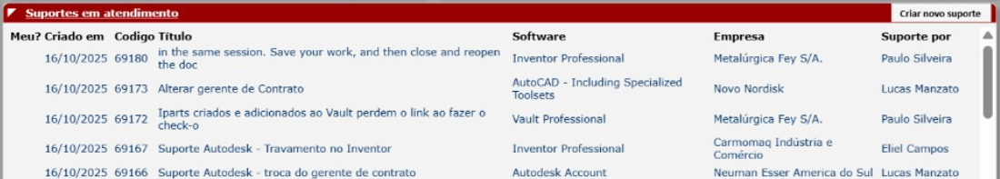 Suportes em atendimento Criar novo suporte
Meu? Criado em Codigo Título Software Empresa Suporte por
16/10/2025 69180 in the same session. Save your work, and then close and reopen the doc Inventor Professional Metalúrgica Fey S/A. Paulo Silveira
16/10/2025 69173 Alterar gerente de Contrato AutoCAD - Including Specialized Toolsets Novo Nordisk Lucas Manzato
16/10/2025 69172 Iparts criados e adicionados ao Vault perdem o link ao fazer o check-o Vault Professional Metalúrgica Fey S/A. Paulo Silveira
16/10/2025 69167 Suporte Autodesk - Travamento no Inventor Inventor Professional Carmomaq Indústria e Comércio Eliel Campos
16/10/2025 69166 Suporte Autodesk - troca do gerente de contrato Autodesk Account Neuman Esser America do Sul Lucas Manzato